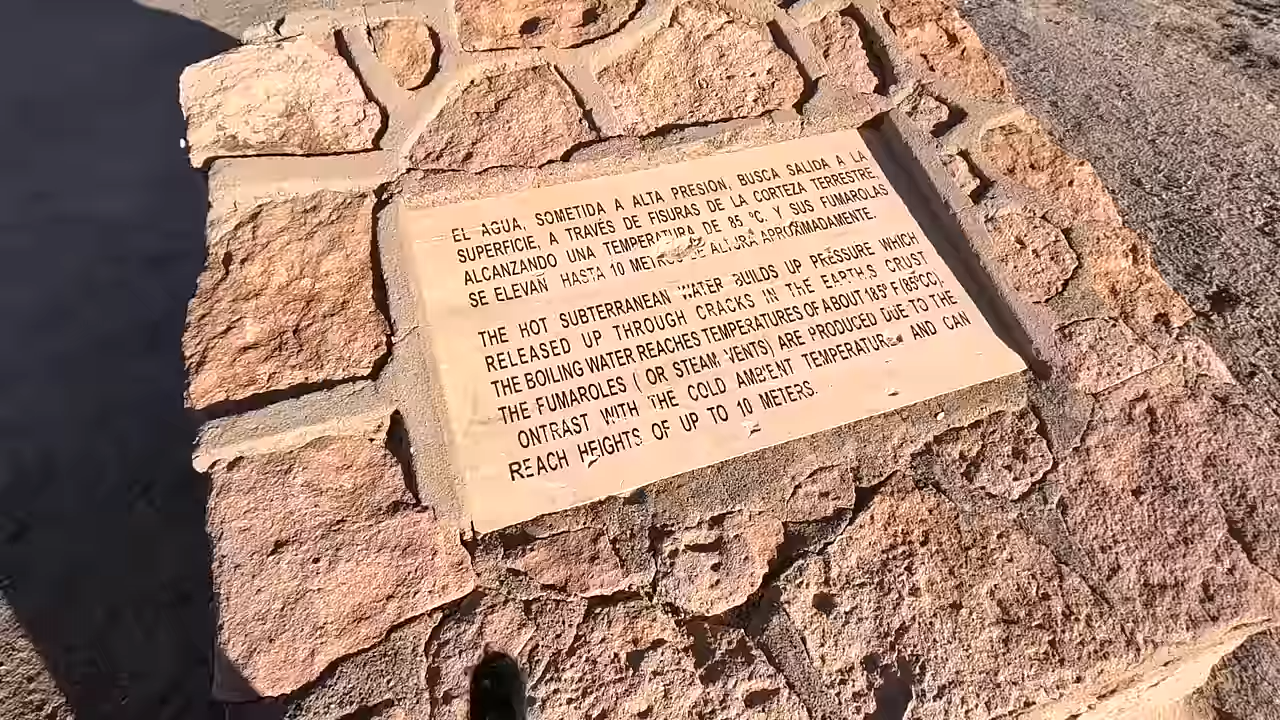 EL AGUA, SOMETIDA A ALTA PRESION, BUSCA SALIDA A LA
SUPERFICIE, A TRAVÉS DE FISURAS DE LA CORTEZA TERRESTRE,
ALCANZANDO UNA TEMPERATURA DE 85 ºC. Y SUS FUMAROLAS
SE ELEVAN HASTA 10 METROS DE ALTURA APROXIMADAMENTE.
THE HOT SUBTERRANEAN WATER BUILDS UP PRESSURE WHICH
RELEASED UP THROUGH CRACKS IN THE EARTH,S CRUST
THE BOILING WATER REACHES TEMPERATURES OF ABOUT 185º F (85ºCC).
THE FUMAROLES ( OR STEAM VENTS) ARE PRODUCED DUE TO THE
ONTRAST WITH THE COLD AMBIENT TEMPERATURE AND CAN
REACH HEIGHTS OF UP TO 10 METERS.